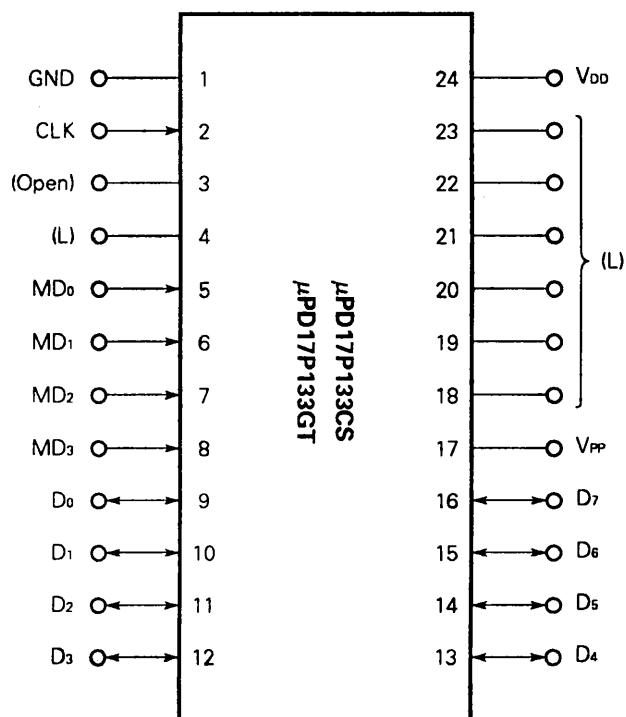 GND 1 24 VDD
CLK 2 23
(Open) 3 22
(L) 4 21
(L)
MD0 5 20
MD1 6 19
MD2 7 18
MD3 8 17 VPP
D0 9 16 D7
D1 10 15 D6
D2 11 14 D5
D3 12 13 D4
μPD17P133CS
μPD17P133GT